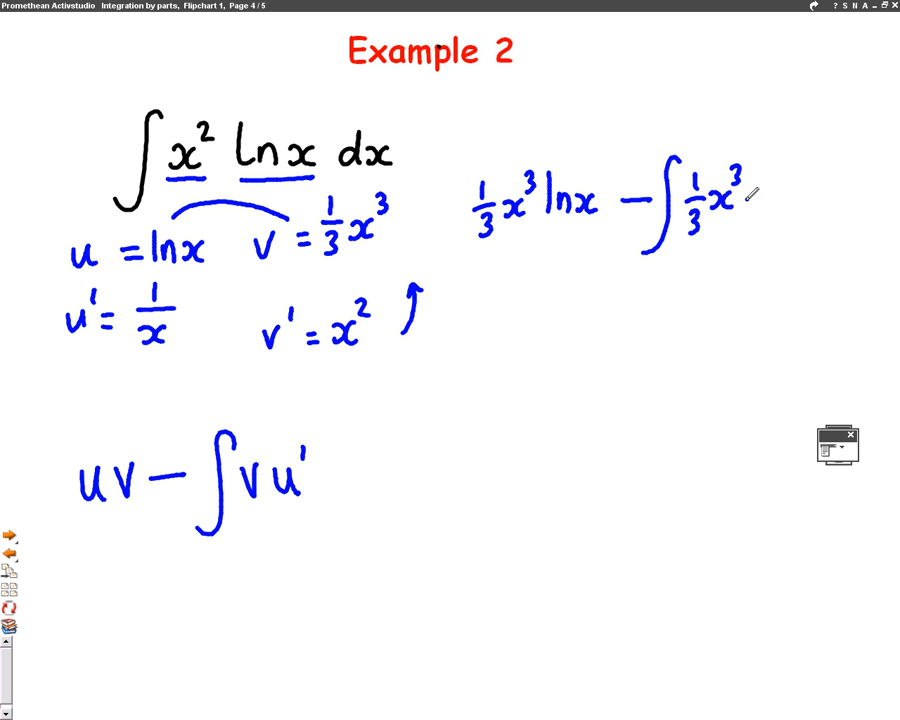 Promethean Activstudio Integration by parts, Flipchart 1, Page 4 / 5
? S N A
Example 2
∫ x² ln x dx
⅓x³ ln x − ∫ ⅓x³
u = ln x v = ⅓x³
u' = 1/x v' = x²
uv − ∫ v u'